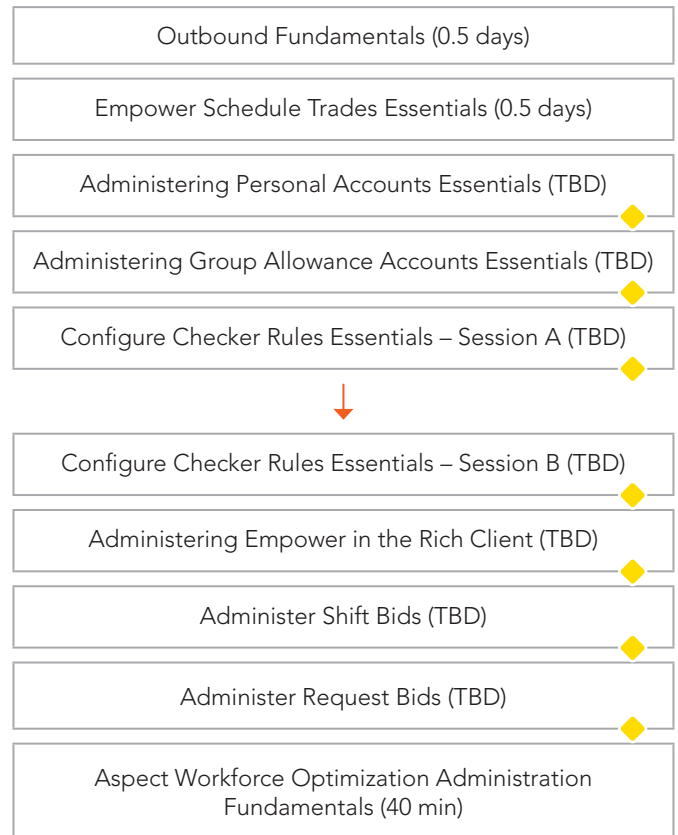 Outbound Fundamentals (0.5 days)
Empower Schedule Trades Essentials (0.5 days)
Administering Personal Accounts Essentials (TBD)
Administering Group Allowance Accounts Essentials (TBD)
Configure Checker Rules Essentials – Session A (TBD)
Configure Checker Rules Essentials – Session B (TBD)
Administering Empower in the Rich Client (TBD)
Administer Shift Bids (TBD)
Administer Request Bids (TBD)
Aspect Workforce Optimization Administration
Fundamentals (40 min)